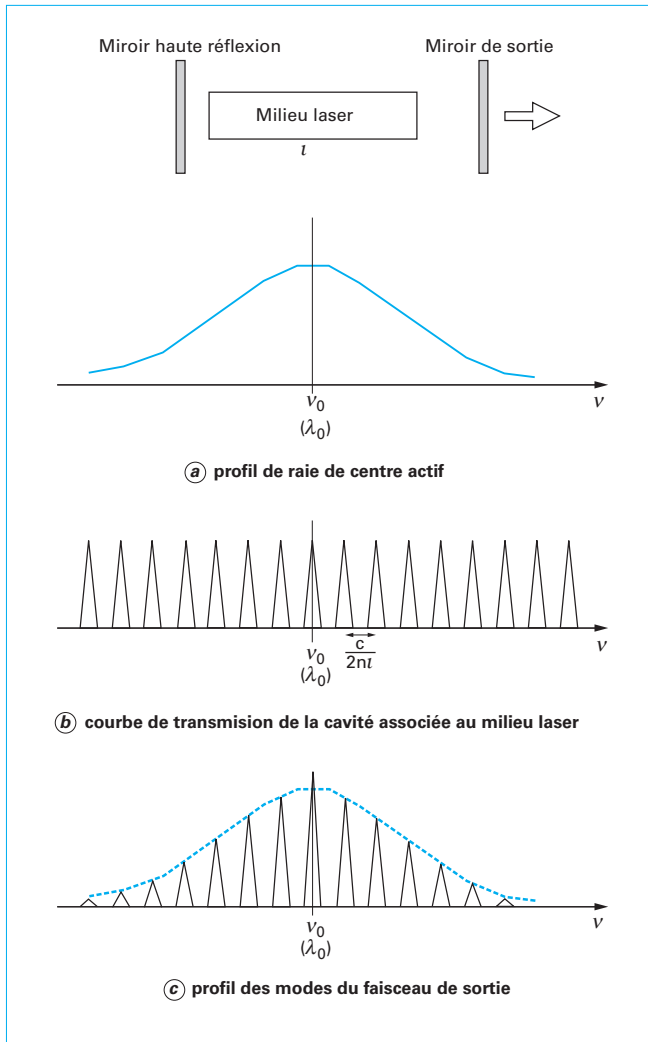 Miroir haute réflexion Miroir de sortie
Milieu laser
ι
ν0 ν
(λ0)
a profil de raie de centre actif
ν0 c ν
(λ0) 2nι
b courbe de transmision de la cavité associée au milieu laser
ν0 ν
(λ0)
c profil des modes du faisceau de sortie